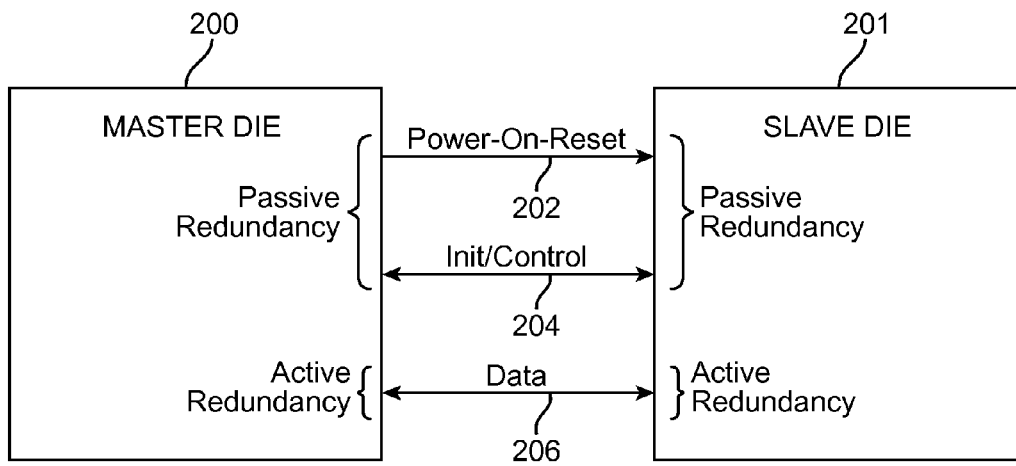 200
201
MASTER DIE
SLAVE DIE
Power-On-Reset
202
Passive
Redundancy
Passive
Redundancy
Init/Control
204
Active
Redundancy
Data
Active
Redundancy
206